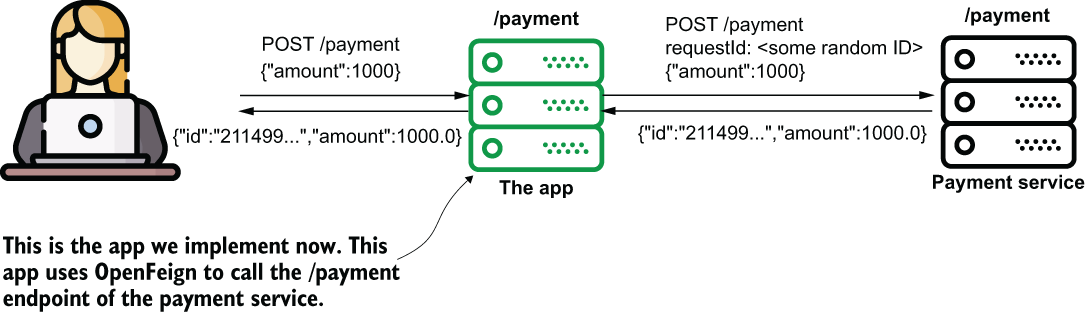 /payment
POST /payment
{"amount":1000}
{"id":"211499...","amount":1000.0}
The app
POST /payment
requestId: <some random ID>
{"amount":1000}
{"id":"211499...","amount":1000.0}
/payment
Payment service
This is the app we implement now. This
app uses OpenFeign to call the /payment
endpoint of the payment service.